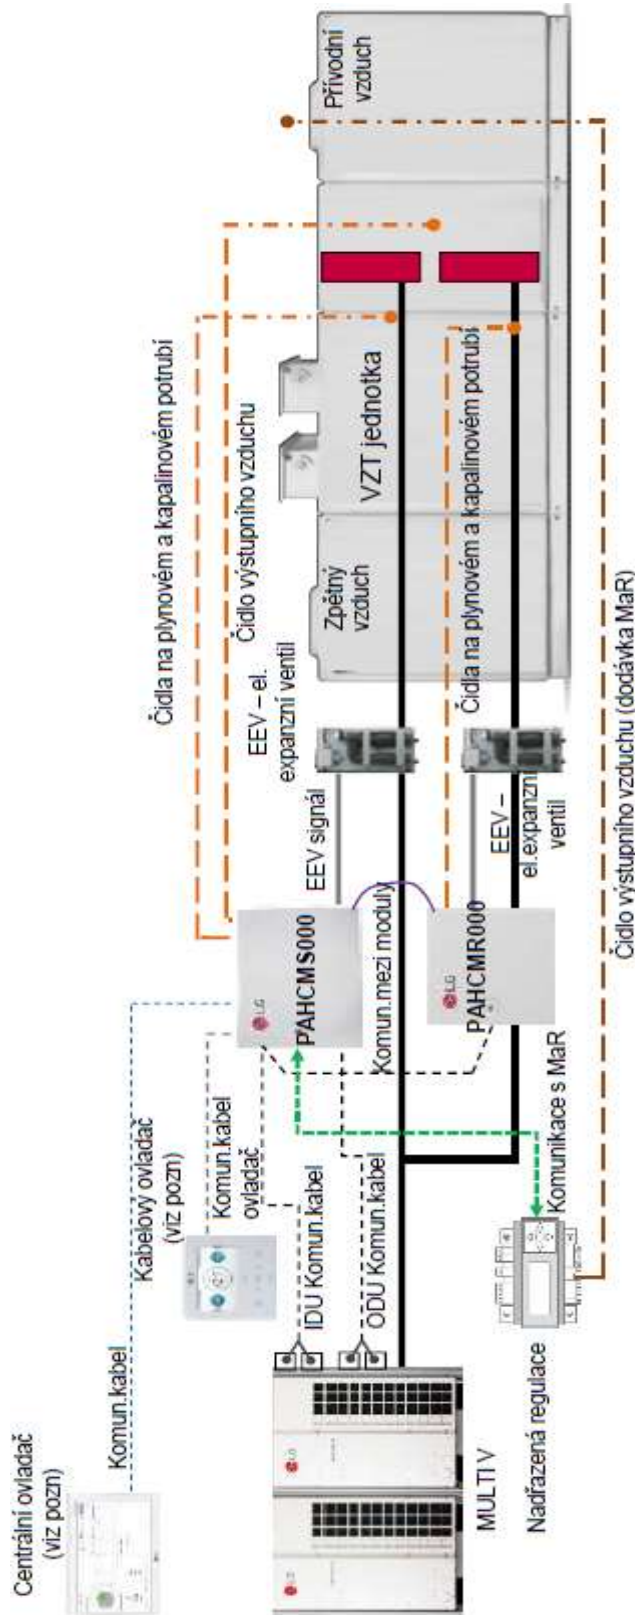 Centrální ovladač
(viz pozn)
Komun.kabel
Kabelový ovladač
(viz pozn)
Komun.kabel
ovladač
IDU Komun.kabel
ODU Komun.kabel
LG
LG
MULTI V
Nadřazená regulace
Komunikace s MaR
LG
PAHCMS000
Komun.mezi moduly
LG
PAHCMR000
EEV signál
EEV – el.
expanzní ventil
EEV –
el.expanzní
ventil
Čidla na plynovém a kapalinovém potrubí
Čidlo výstupního vzduchu
Zpětný
vzduch
VZT jednotka
Čidla na plynovém a kapalinovém potrubí
Přívodní
vzduch
Čidlo výstupního vzduchu (dodávka MaR)